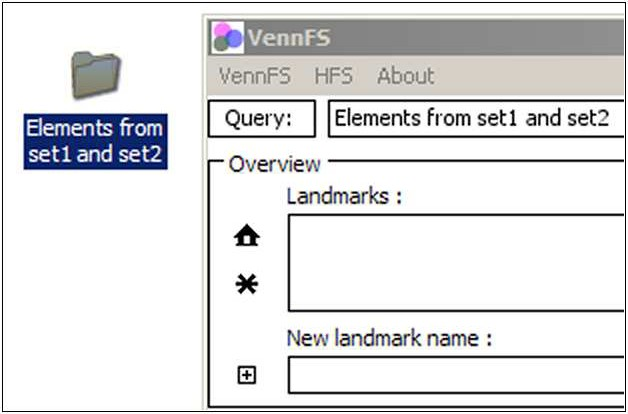 Elements from
set1 and set2
VennFS
VennFS HFS About
Query: Elements from set1 and set2
Overview
Landmarks :
New landmark name :